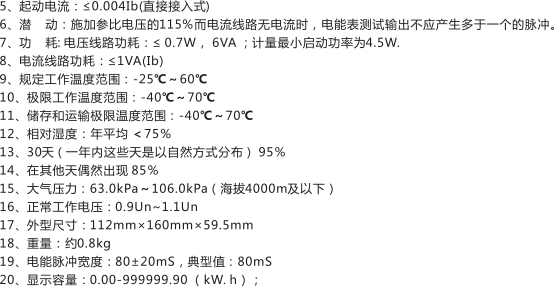 5、起动电流：≤0.004Ib(直接接入式)
6、潜　动：施加参比电压的115%而电流线路无电流时，电能表测试输出不应产生多于一个的脉冲。
7、功　耗: 电压线路功耗：≤ 0.7W ，6VA ；计量最小启动功率为4.5W.
8、电流线路功耗：≤1VA(Ib)
9、规定工作温度范围：-25℃～60℃
10、极限工作温度范围：-40℃～70℃
11、储存和运输极限温度范围：-40℃～70℃
12、相对湿度：年平均 ＜75%
13、30天（一年内这些天是以自然方式分布）95%
14、在其他天偶然出现 85%
15、大气压力：63.0kPa～106.0kPa（海拔4000m及以下）
16、正常工作电压：0.9Un~1.1Un
17、外型尺寸：112mm×160mm×59.5mm
18、重量：约0.8kg
19、电能脉冲宽度：80±20mS，典型值：80mS
20、显示容量：0.00-999999.90 （ kW. h ）；